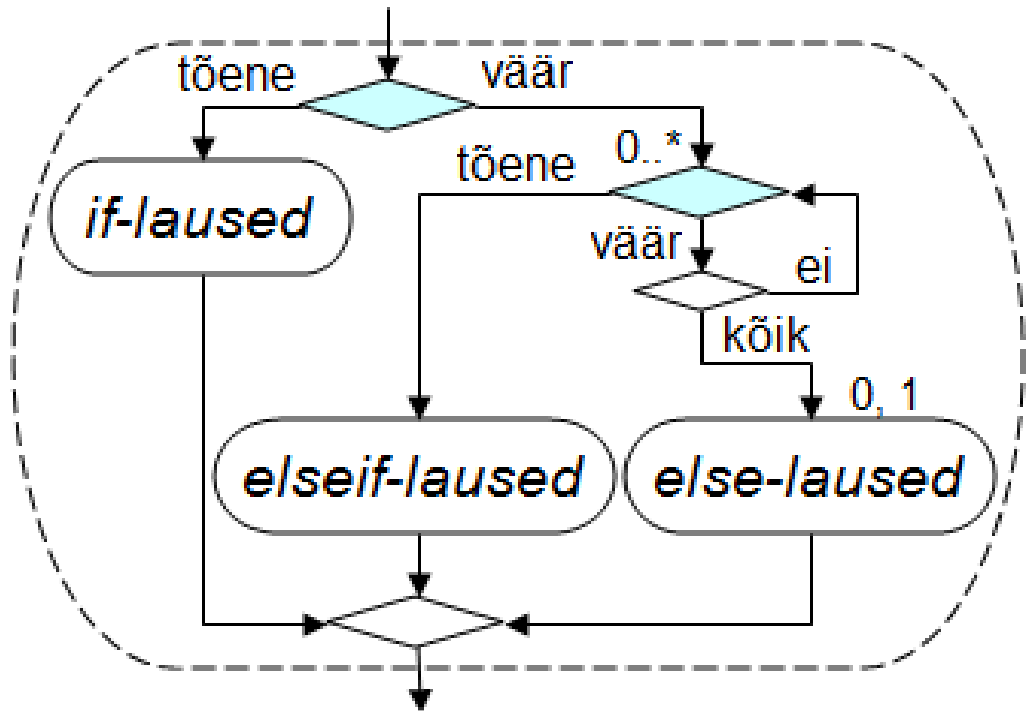 tõene
väär
tõene
0..*
if-laused
väär
ei
kõik
0, 1
elseif-laused
else-laused